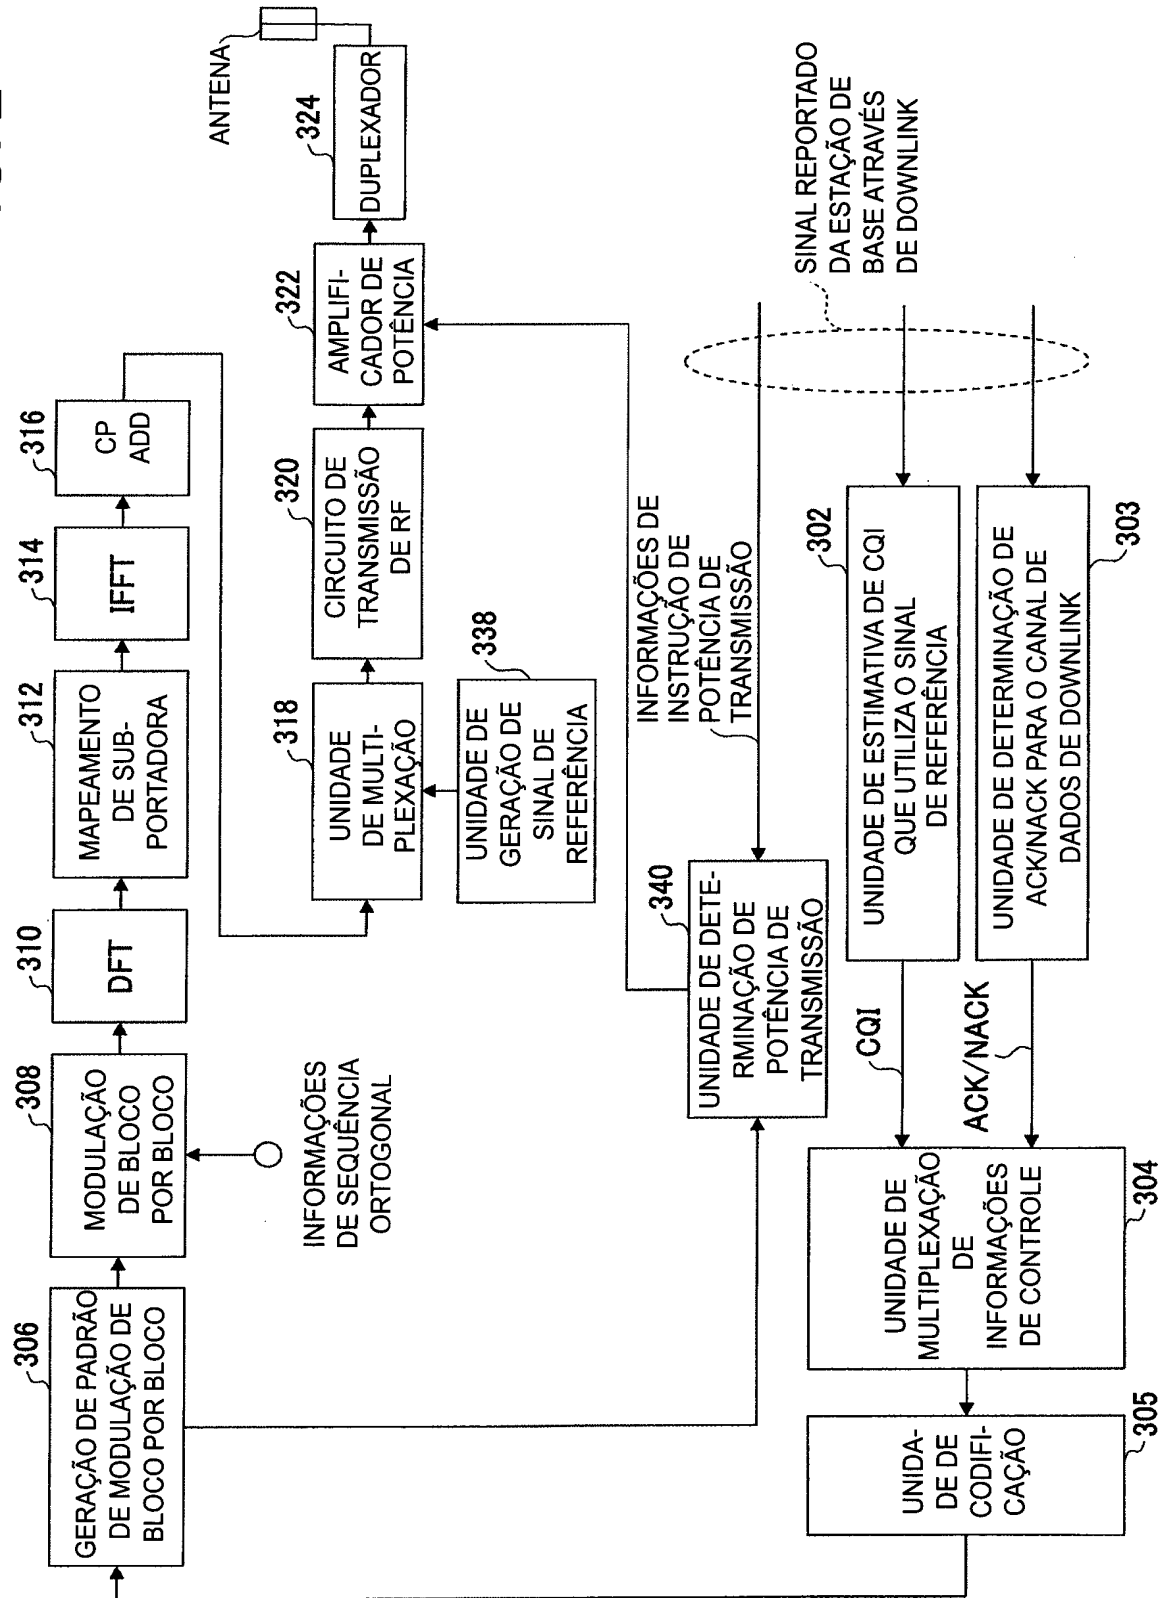 306
GERAÇÃO DE PADRÃO
DE MODULAÇÃO DE
BLOCO POR BLOCO
308
MODULAÇÃO
DE BLOCO
POR BLOCO
INFORMAÇÕES
DE SEQUÊNCIA
ORTOGONAL
310
DFT
312
MAPEAMENTO
DE SUB-
PORTADORA
314
IFFT
316
CP
ADD
318
UNIDADE
DE MULTI-
PLEXAÇÃO
338
UNIDADE DE
GERAÇÃO DE
SINAL DE
REFERÊNCIA
320
CIRCUITO DE
TRANSMISSÃO
DE RF
322
AMPLIFI-
CADOR DE
POTÊNCIA
324
DUPLEXADOR
ANTENA
340
UNIDADE DE DETE-
RMINAÇÃO DE
POTÊNCIA DE
TRANSMISSÃO
INFORMAÇÕES DE
INSTRUÇÃO DE
POTÊNCIA DE
TRANSMISSÃO
SINAL REPORTADO
DA ESTAÇÃO DE
BASE ATRAVÉS
DE DOWNLINK
302
UNIDADE DE ESTIMATIVA DE CQI
QUE UTILIZA O SINAL
DE REFERÊNCIA
303
UNIDADE DE DETERMINAÇÃO DE
ACK/NACK PARA O CANAL DE
DADOS DE DOWNLINK
CQI
ACK/NACK
304
UNIDADE DE
MULTIPLEXAÇÃO
DE
INFORMAÇÕES
DE CONTROLE
305
UNIDA-
DE DE
CODIFI-
CAÇÃO